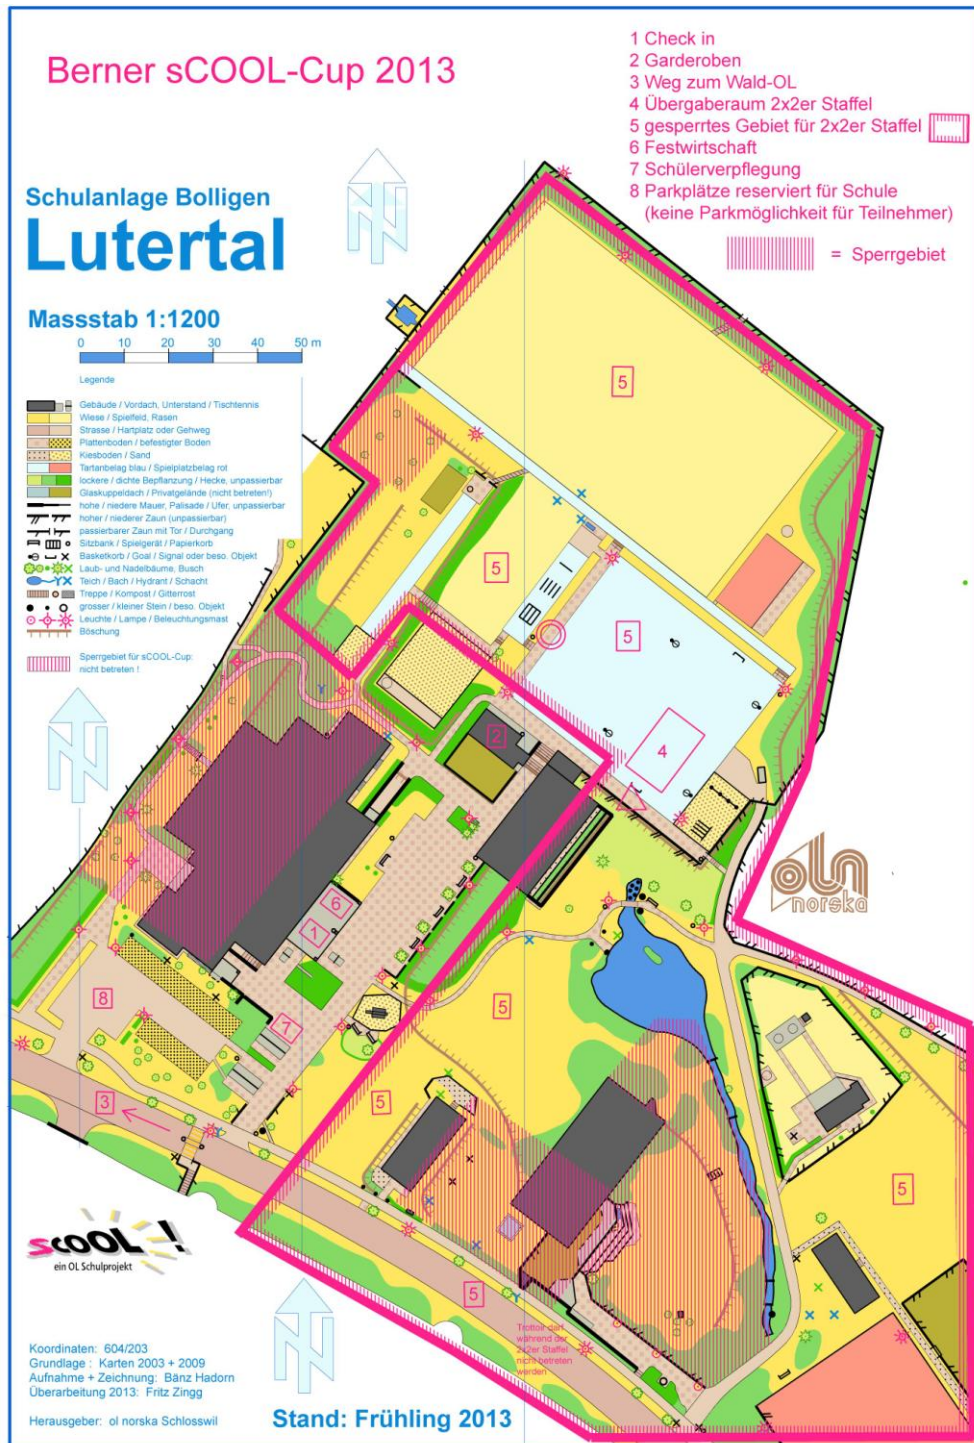 Berner sCOOL-Cup 2013
1 Check in
2 Garderoben
3 Weg zum Wald-OL
4 Übergaberaum 2x2er Staffel
5 gesperrtes Gebiet für 2x2er Staffel
6 Festwirtschaft
7 Schülerverpflegung
8 Parkplätze reserviert für Schule
(keine Parkmöglichkeit für Teilnehmer)
= Sperrgebiet
Schulanlage Bolligen
Lutertal
Massstab 1:1200
0 10 20 30 40 50 m
Legende
Gebäude / Vordach, Unterstand / Tischtennis
Wiese / Spielfeld, Rasen
Strasse / Hartplatz oder Gehweg
Plattenboden / befestigter Boden
Kiesboden / Sand
Tartanbelag blau / Spielplatzbelag rot
lockere / dichte Bepflanzung / Hecke, unpassierbar
Glaskuppeldach / Privatgelände (nicht betreten!)
hohe / niedere Mauer, Palisade / Ufer, unpassierbar
hoher / niederer Zaun (unpassierbar)
passierbarer Zaun mit Tor / Durchgang
Sitzbank / Spielgerät / Papierkorb
Basketkorb / Goal / Signal oder beso. Objekt
Laub- und Nadelbäume, Busch
Teich / Bach / Hydrant / Schacht
Treppe / Kompost / Gitterrost
grosser / kleiner Stein / beso. Objekt
Leuchte / Lampe / Beleuchtungsmast
Böschung
Sperrgebiet für sCOOL-Cup:
nicht betreten !
5
5
5
4
2
6
1
8
7
5
3
5
5
5
oln
norska
sCOOL !
ein OL Schulprojekt
Trottoir darf
während der
2x2er Staffel
nicht betreten
werden
Koordinaten: 604/203
Grundlage : Karten 2003 + 2009
Aufnahme + Zeichnung: Bänz Hadorn
Überarbeitung 2013: Fritz Zingg
Herausgeber: ol norska Schlosswil
Stand: Frühling 2013